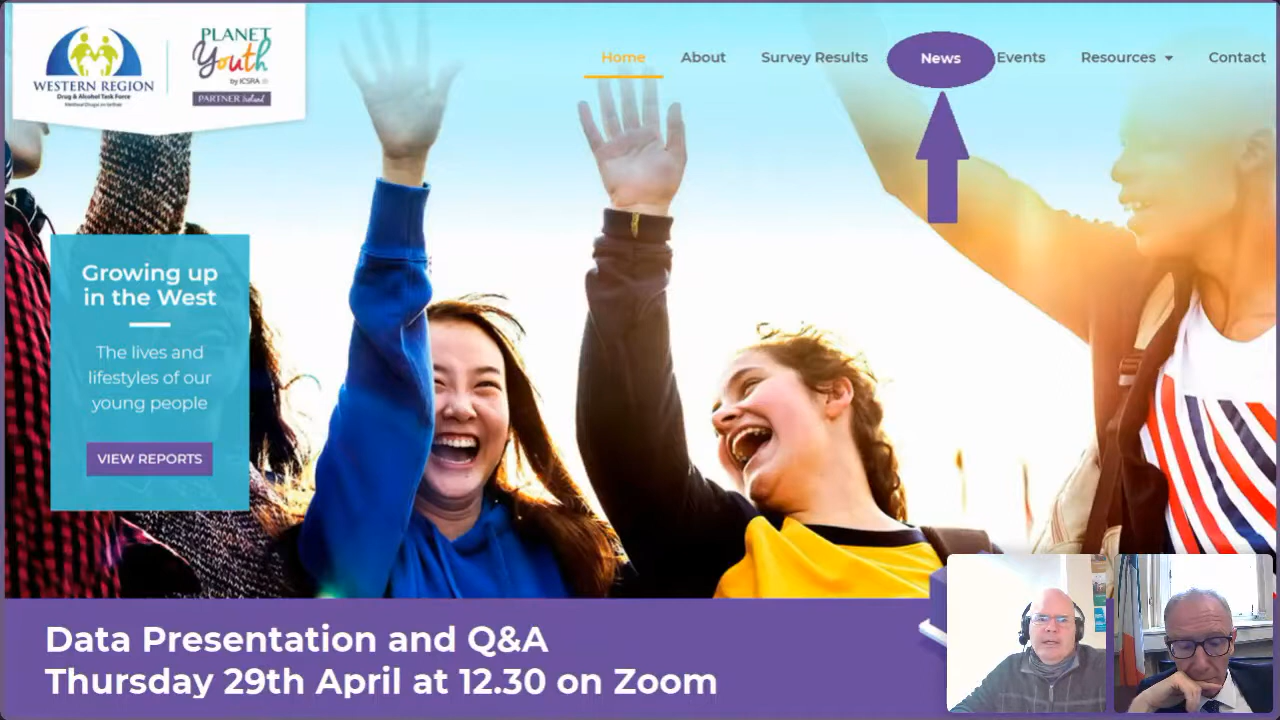 WESTERN REGION
Drug & Alcohol Task Force
PLANET
Youth
by ICSRA
PARTNER Ireland
Home
About
Survey Results
News
Events
Resources
Contact
Growing up
in the West
The lives and
lifestyles of our
young people
VIEW REPORTS
Data Presentation and Q&A
Thursday 29th April at 12.30 on Zoom